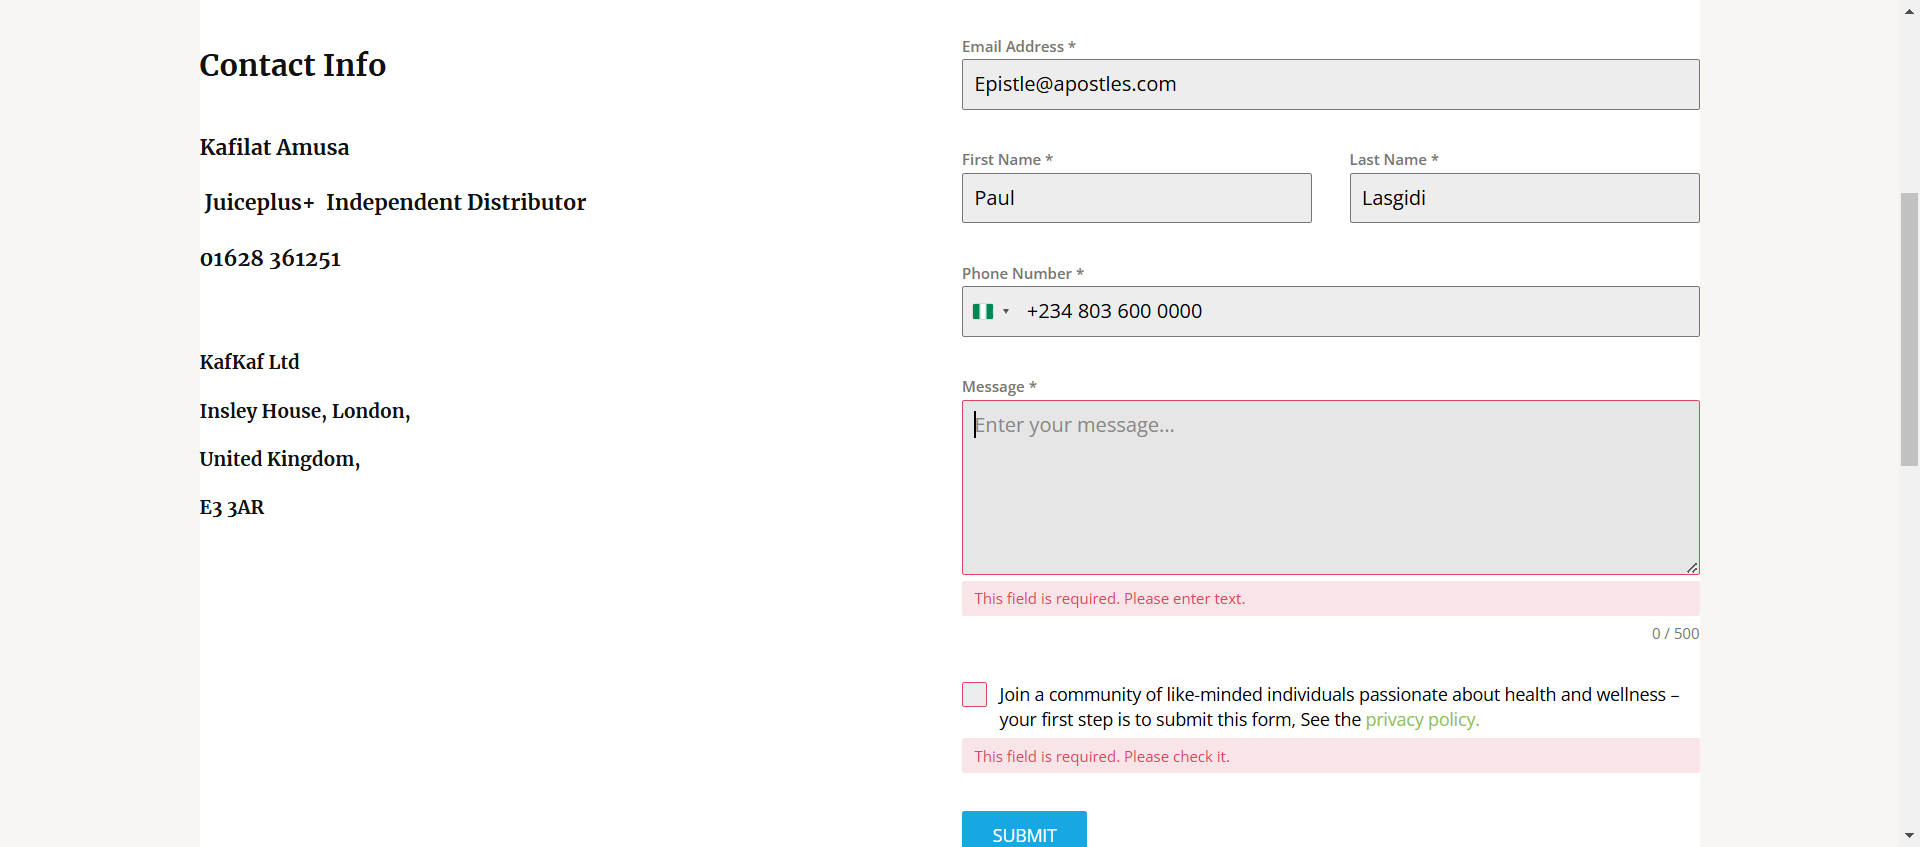 Contact Info
Kafilat Amusa
Juiceplus+ Independent Distributor
01628 361251
KafKaf Ltd
Insley House, London,
United Kingdom,
E3 3AR
Email Address *
Epistle@apostles.com
First Name *
Last Name *
Paul
Lasgidi
Phone Number *
+234 803 600 0000
Message *
Enter your message...
This field is required. Please enter text.
0 / 500
Join a community of like-minded individuals passionate about health and wellness –
your first step is to submit this form, See the privacy policy.
This field is required. Please check it.
SUBMIT